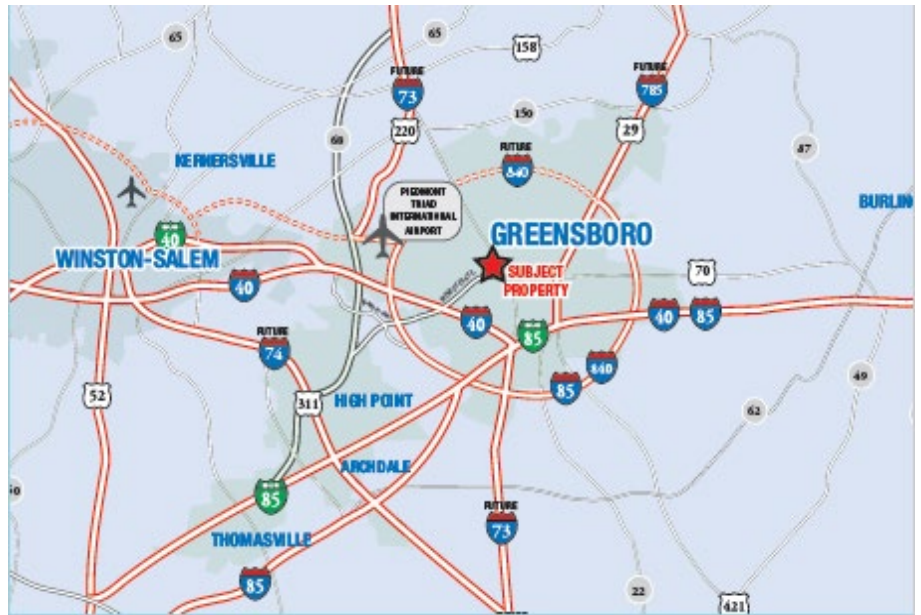 65
65
158
FUTURE
73
FUTURE
785
150
220
29
68
87
KERNERSVILLE
FUTURE
840
PIEDMONT
TRIAD
INTERNATIONAL
AIRPORT
BURLIN
40
GREENSBORO
WINSTON-SALEM
SUBJECT
PROPERTY
70
40
40
85
40
85
FUTURE
74
840
85
49
52
311
HIGH POINT
62
ARCHDALE
85
FUTURE
73
THOMASVILLE
85
22
421